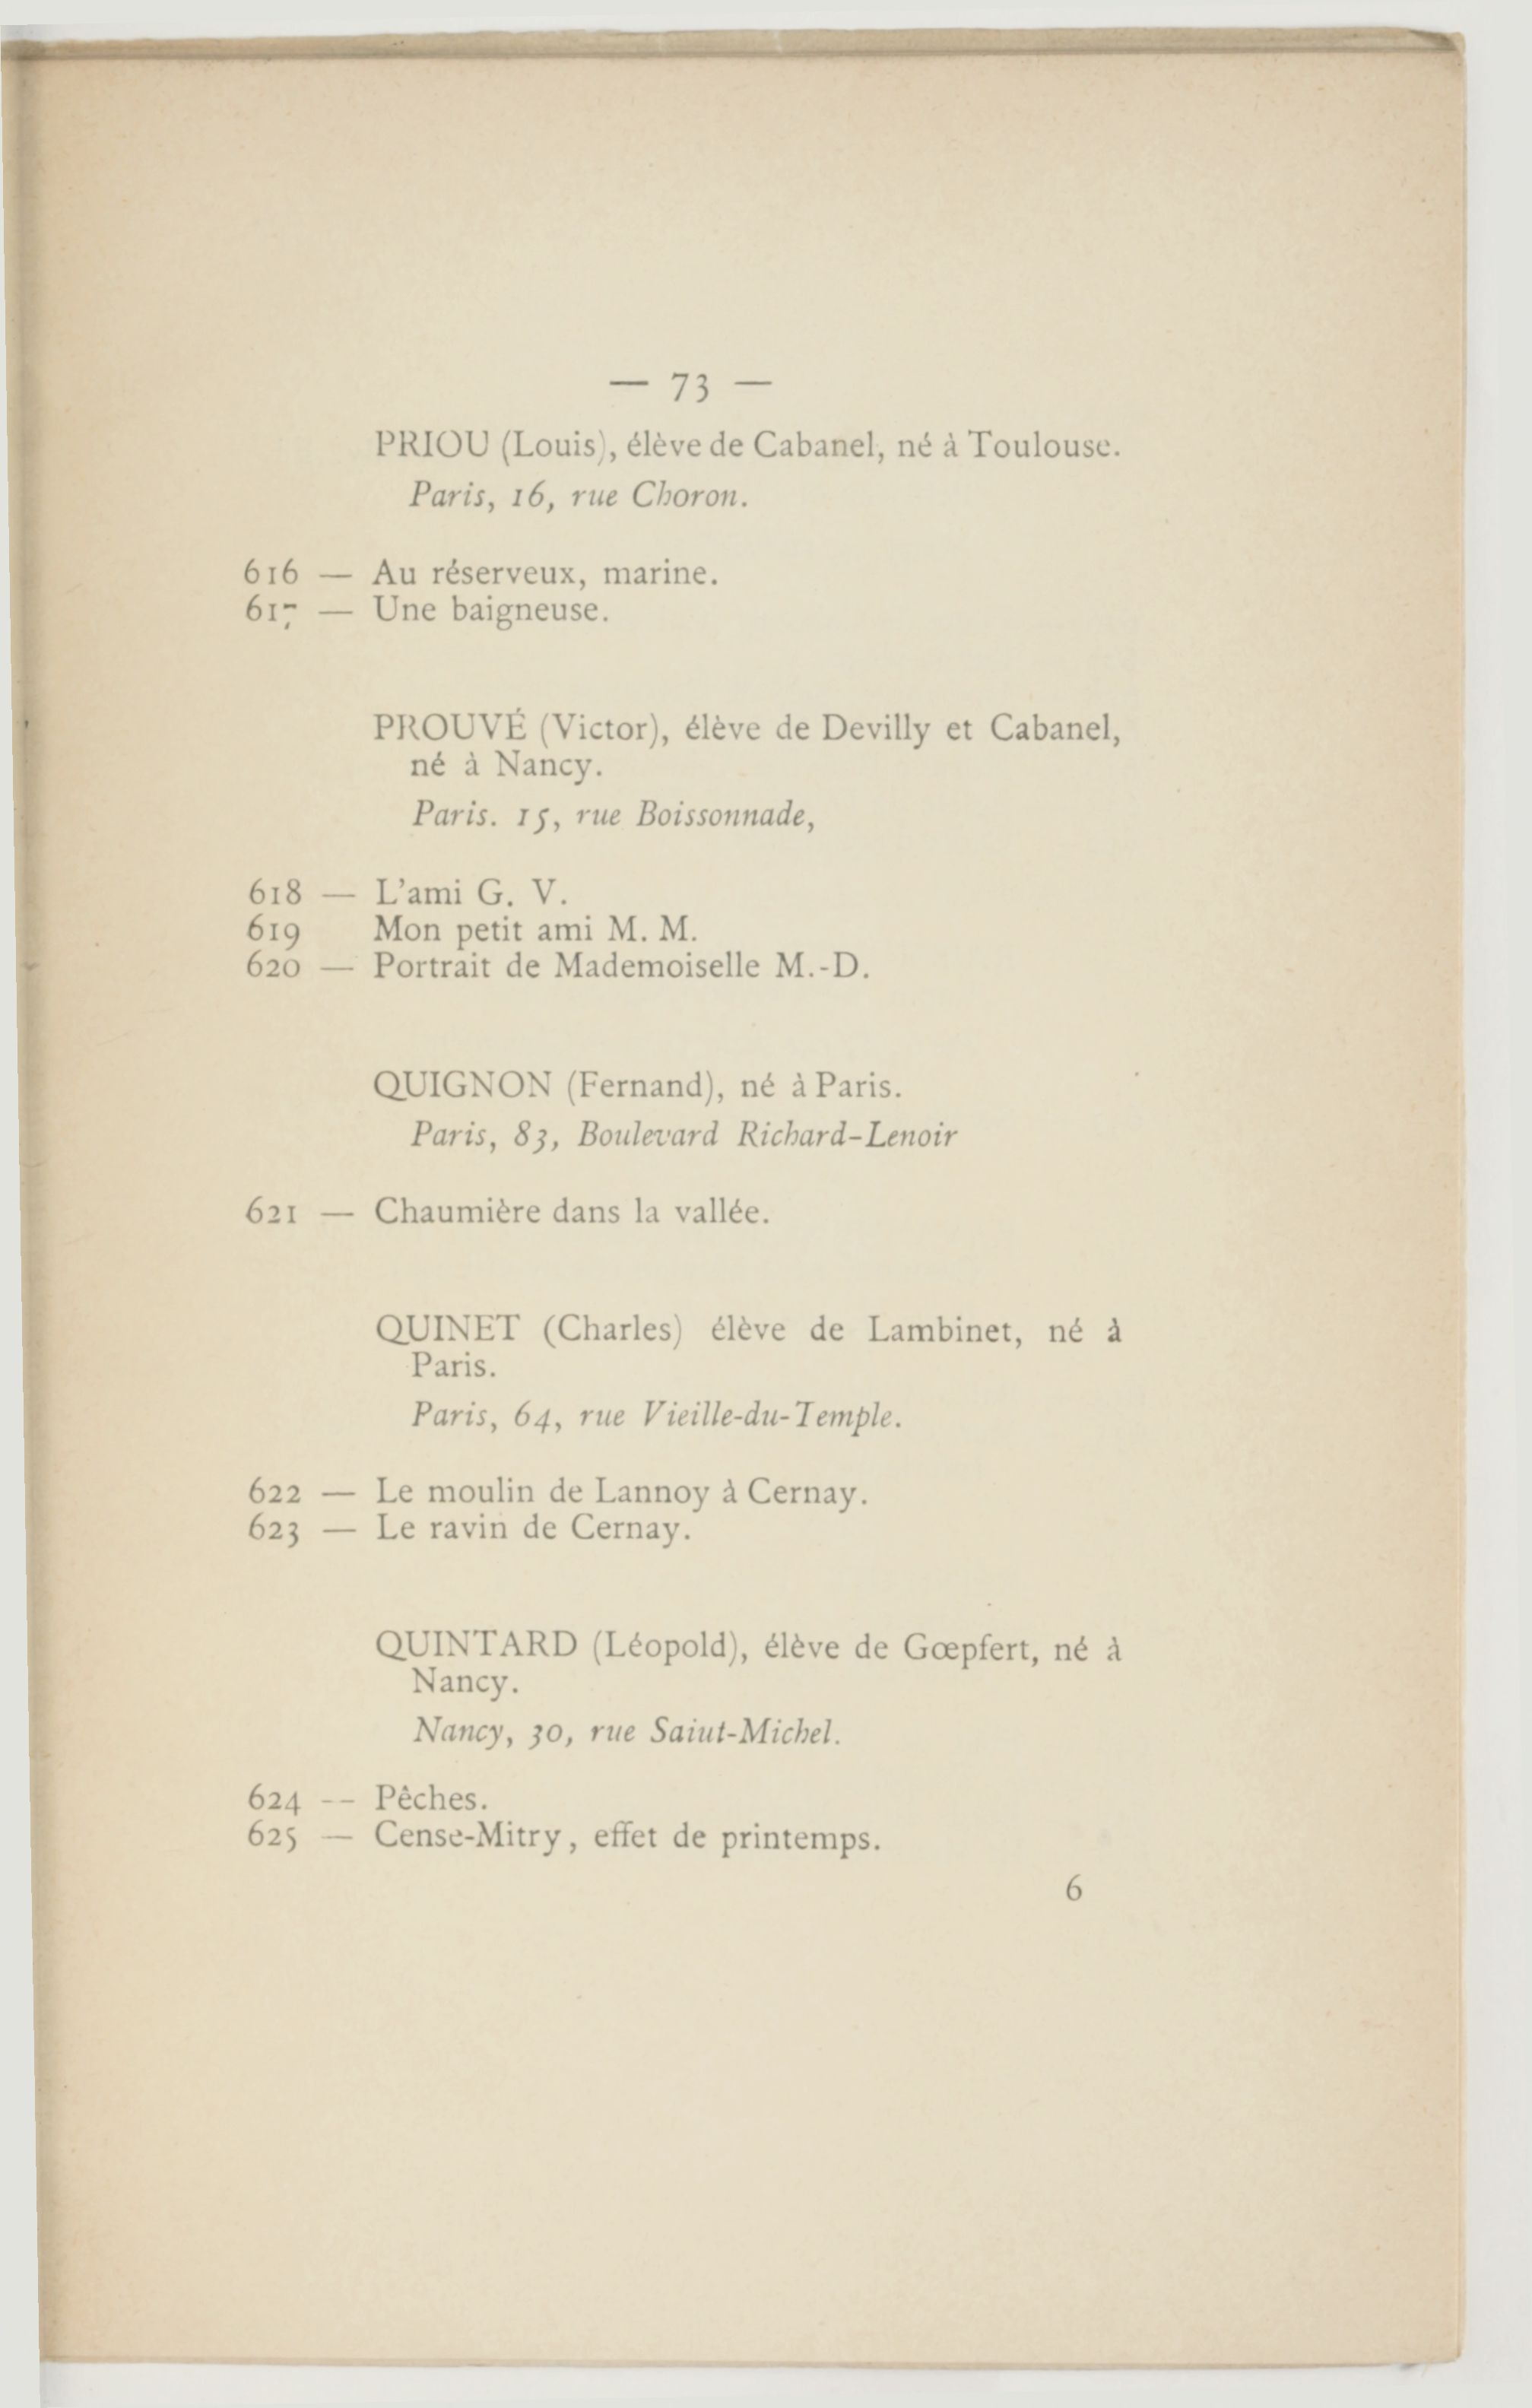 — 73 —
PRIOU (Louis), élève de Cabanel, né à Toulouse.
Paris, 16, rue Choron.
616 — Au réserveux, marine.
617 — Une baigneuse.
PROUVÉ (Victor), élève de Devilly et Cabanel,
né à Nancy.
Paris. 15, rue Boissonnade,
618 — L'ami G. V.
619 Mon petit ami M. M.
620 — Portrait de Mademoiselle M.-D.
QUIGNON (Fernand), né à Paris.
Paris, 83, Boulevard Richard-Lenoir
621 — Chaumière dans la vallée.
QUINET (Charles) élève de Lambinet, né à
Paris.
Paris, 64, rue Vieille-du-Temple.
622 — Le moulin de Lannoy à Cernay.
623 — Le ravin de Cernay.
QUINTARD (Léopold), élève de Gœpfert, né à
Nancy.
Nancy, 30, rue Saiut-Michel.
624 — Pêches.
625 — Cense-Mitry, effet de printemps.
6